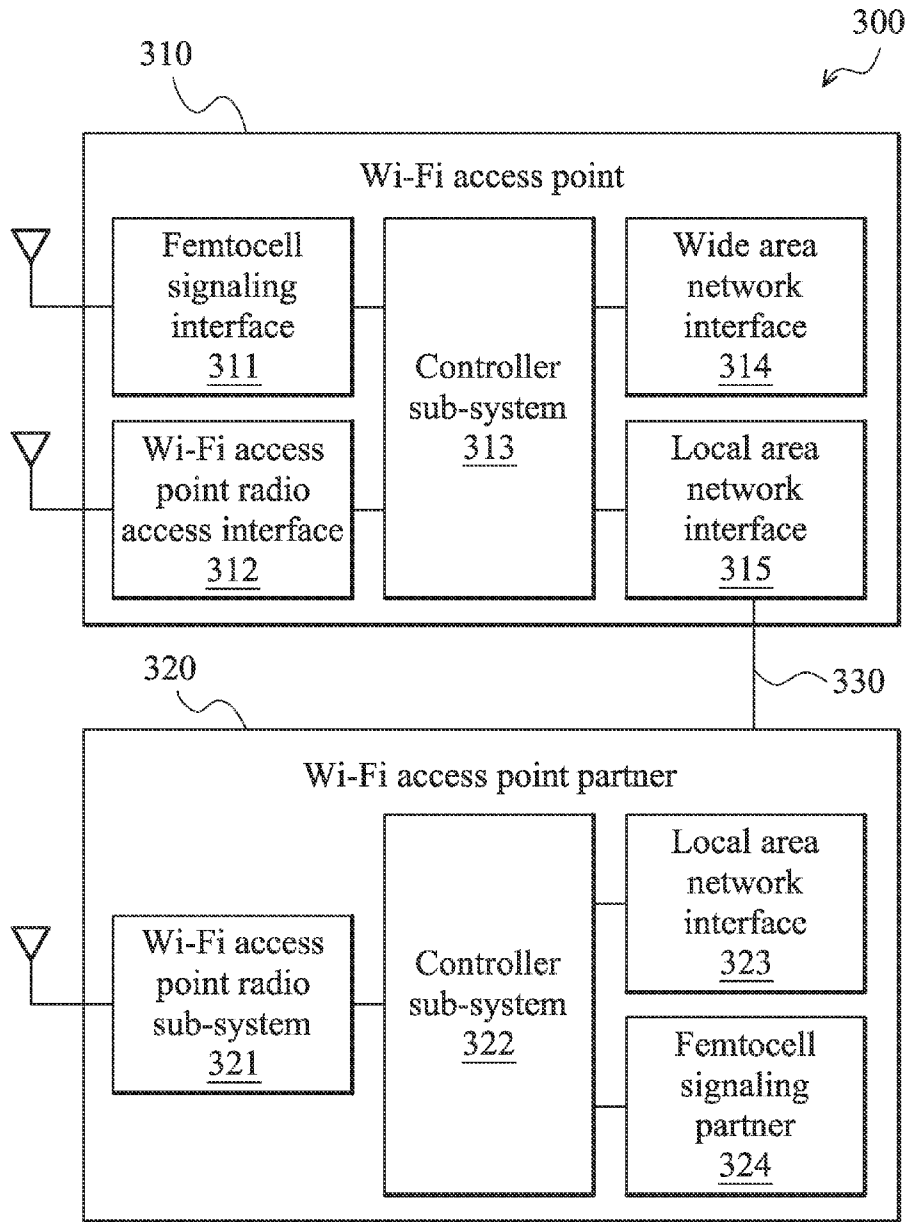 300
310
Wi-Fi access point
Femtocell
signaling
interface
311
Wi-Fi access
point radio
access interface
312
Controller
sub-system
313
Wide area
network
interface
314
Local area
network
interface
315
330
320
Wi-Fi access point partner
Wi-Fi access
point radio
sub-system
321
Controller
sub-system
322
Local area
network
interface
323
Femtocell
signaling
partner
324